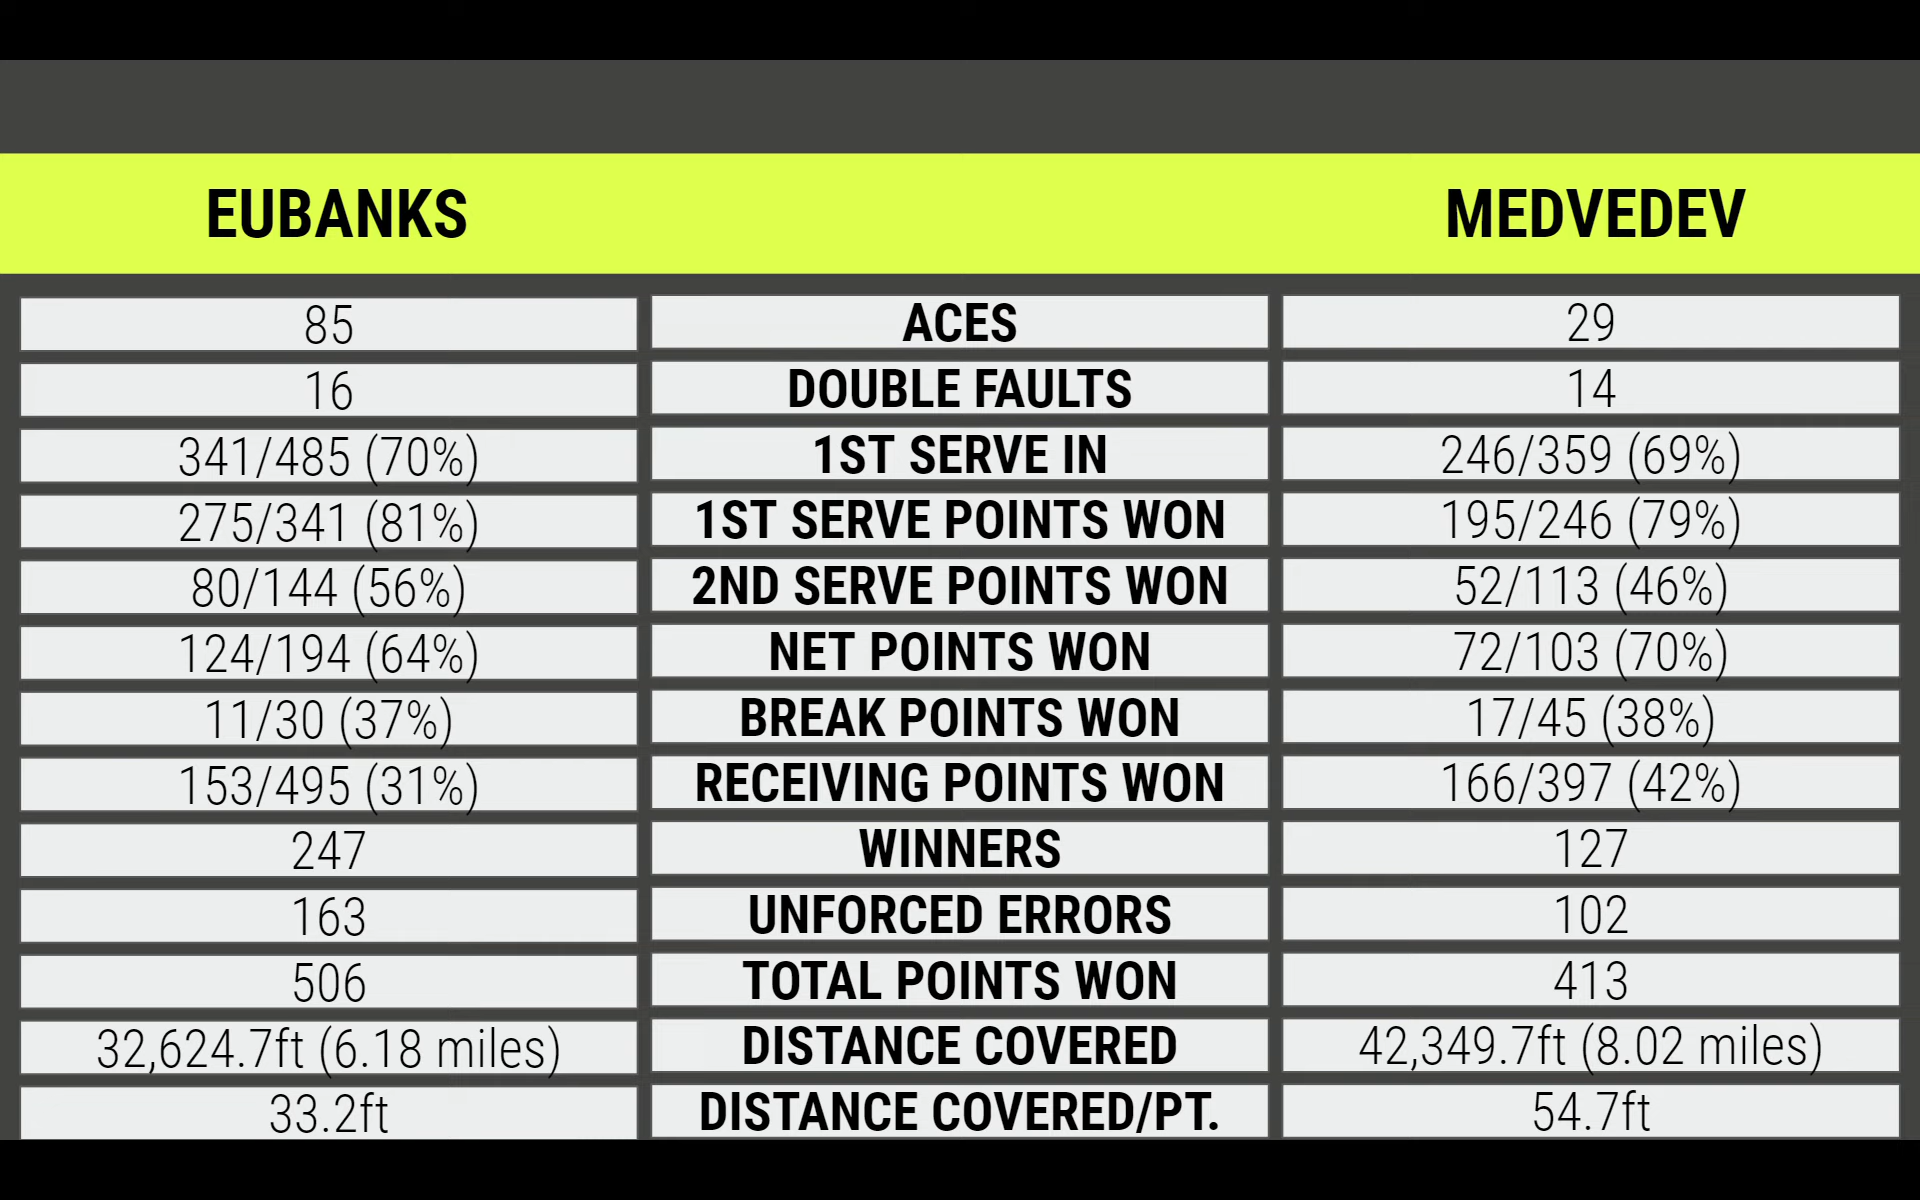 EUBANKS MEDVEDEV
85 ACES 29
16 DOUBLE FAULTS 14
341/485 (70%) 1ST SERVE IN 246/359 (69%)
275/341 (81%) 1ST SERVE POINTS WON 195/246 (79%)
80/144 (56%) 2ND SERVE POINTS WON 52/113 (46%)
124/194 (64%) NET POINTS WON 72/103 (70%)
11/30 (37%) BREAK POINTS WON 17/45 (38%)
153/495 (31%) RECEIVING POINTS WON 166/397 (42%)
247 WINNERS 127
163 UNFORCED ERRORS 102
506 TOTAL POINTS WON 413
32,624.7ft (6.18 miles) DISTANCE COVERED 42,349.7ft (8.02 miles)
33.2ft DISTANCE COVERED/PT. 54.7ft